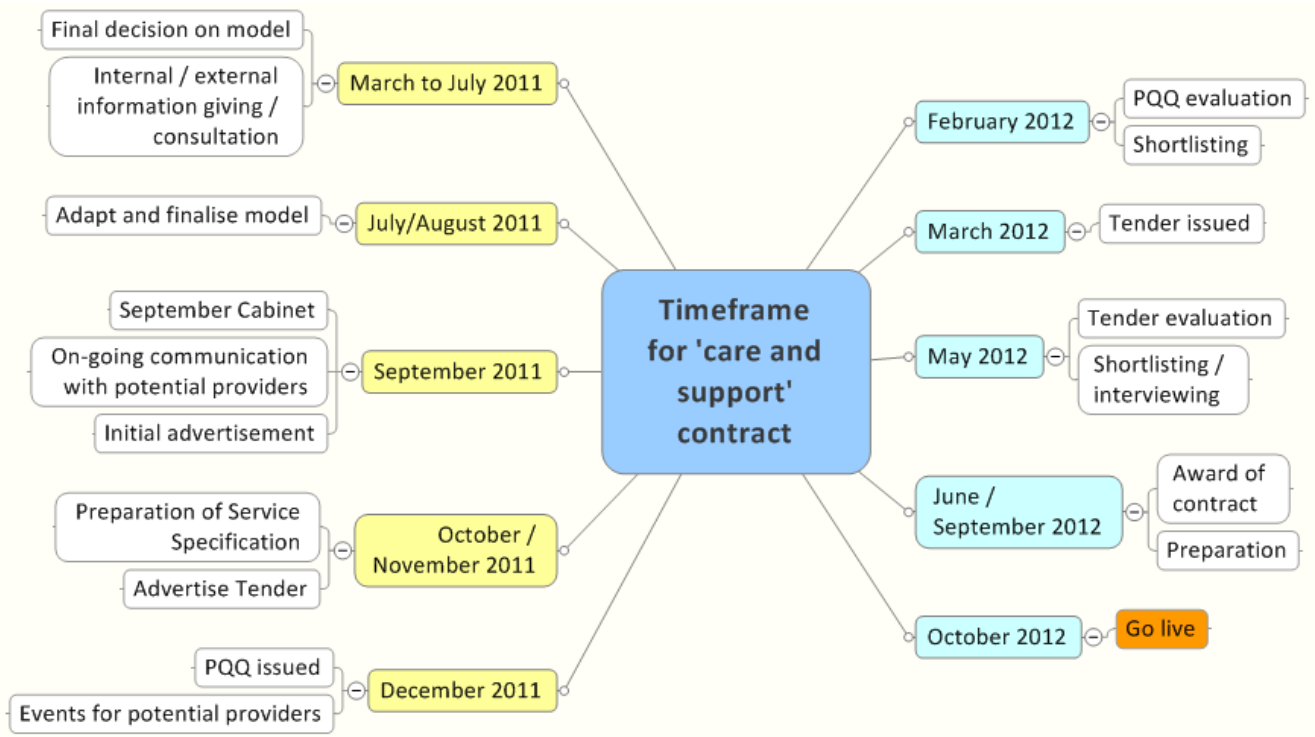 Timeframe
for 'care and
support'
contract
March to July 2011
Final decision on model
Internal / external
information giving /
consultation
July/August 2011
Adapt and finalise model
September 2011
September Cabinet
On-going communication
with potential providers
Initial advertisement
October /
November 2011
Preparation of Service
Specification
Advertise Tender
December 2011
PQQ issued
Events for potential providers
February 2012
PQQ evaluation
Shortlisting
March 2012
Tender issued
May 2012
Tender evaluation
Shortlisting /
interviewing
June /
September 2012
Award of
contract
Preparation
October 2012
Go live